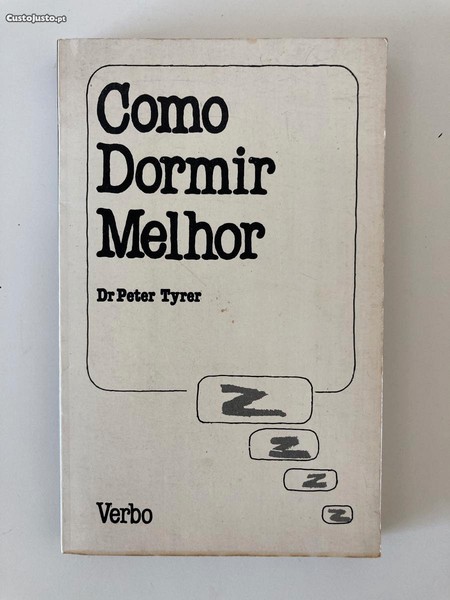 CustoJusto.pt
Como
Dormir
Melhor
Dr Peter Tyrer
Z
Z
Z
Z
Verbo